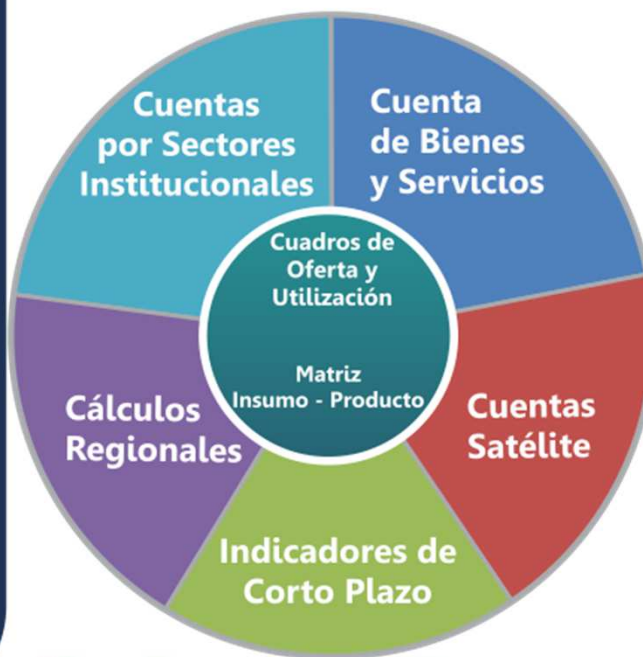 Cuentas
por Sectores
Institucionales
Cuenta
de Bienes
y Servicios
Cuadros de
Oferta y
Utilización
Matriz
Insumo - Producto
Cálculos
Regionales
Cuentas
Satélite
Indicadores de
Corto Plazo